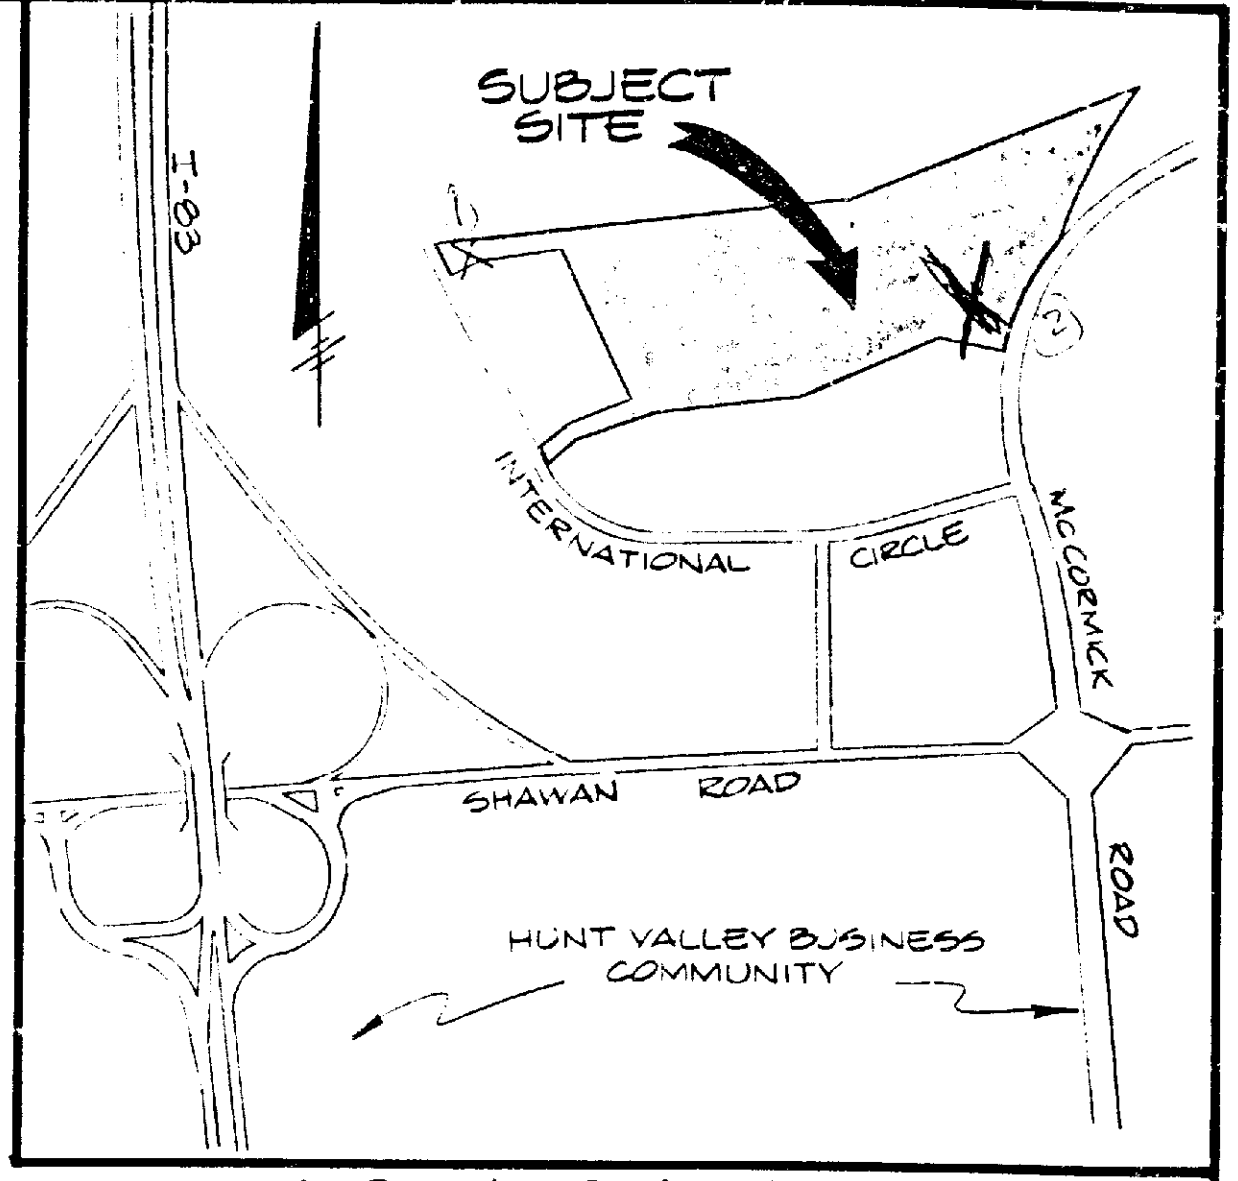 SUBJECT
SITE
I-83
1)
2)
INTERNATIONAL
CIRCLE
McCORMICK
SHAWAN ROAD
ROAD
HUNT VALLEY BUSINESS
COMMUNITY